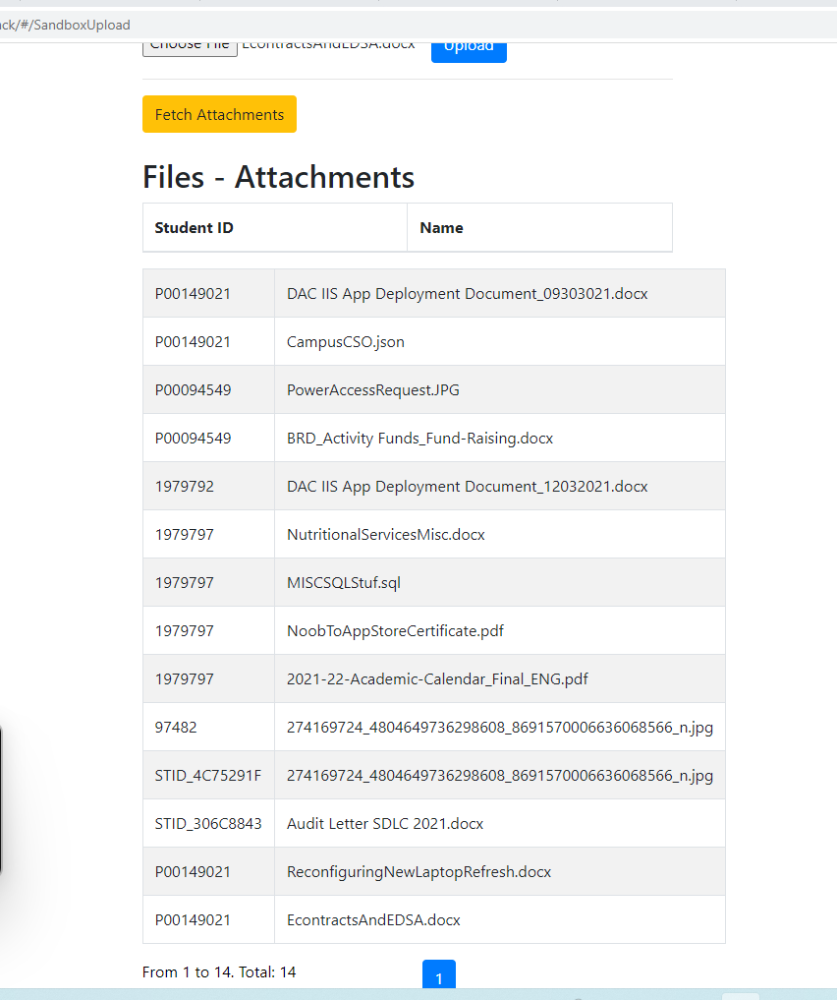 ack/#/SandboxUpload
Choose File EcontractsAndEDSA.docx Upload
Fetch Attachments
Files - Attachments
Student ID Name
P00149021 DAC IIS App Deployment Document_09303021.docx
P00149021 CampusCSO.json
P00094549 PowerAccessRequest.JPG
P00094549 BRD_Activity Funds_Fund-Raising.docx
1979792 DAC IIS App Deployment Document_12032021.docx
1979797 NutritionalServicesMisc.docx
1979797 MISCSQLStuf.sql
1979797 NoobToAppStoreCertificate.pdf
1979797 2021-22-Academic-Calendar_Final_ENG.pdf
97482 274169724_4804649736298608_8691570006636068566_n.jpg
STID_4C75291F 274169724_4804649736298608_8691570006636068566_n.jpg
STID_306C8843 Audit Letter SDLC 2021.docx
P00149021 ReconfiguringNewLaptopRefresh.docx
P00149021 EcontractsAndEDSA.docx
From 1 to 14. Total: 14 1